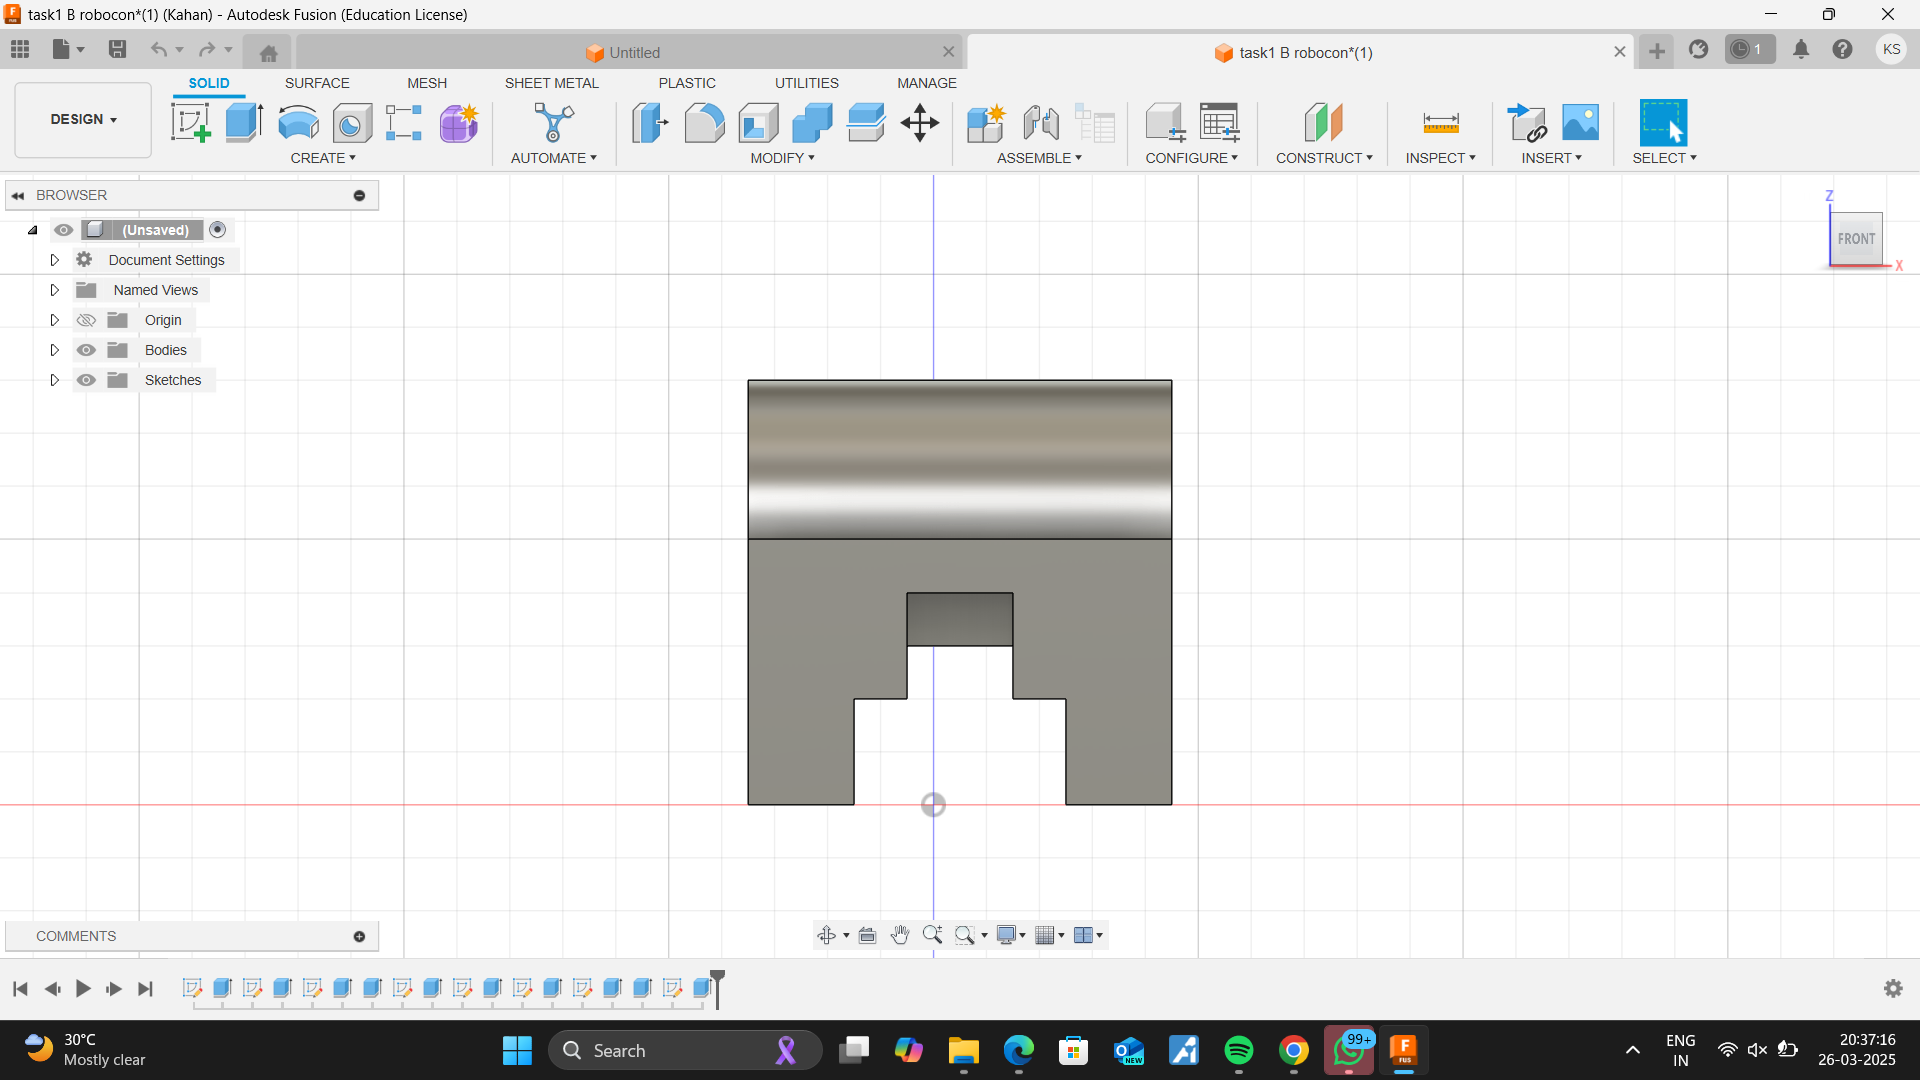 task1 B robocon*(1) (Kahan) - Autodesk Fusion (Education License)
Untitled
task1 B robocon*(1)
1
KS
DESIGN
SOLID
SURFACE
MESH
SHEET METAL
PLASTIC
UTILITIES
MANAGE
CREATE
AUTOMATE
MODIFY
ASSEMBLE
CONFIGURE
CONSTRUCT
INSPECT
INSERT
SELECT
BROWSER
(Unsaved)
Document Settings
Named Views
Origin
Bodies
Sketches
Z
FRONT
X
COMMENTS
30°C
Mostly clear
Search
NEW
99+
F
FUS
ENG
IN
20:37:16
26-03-2025